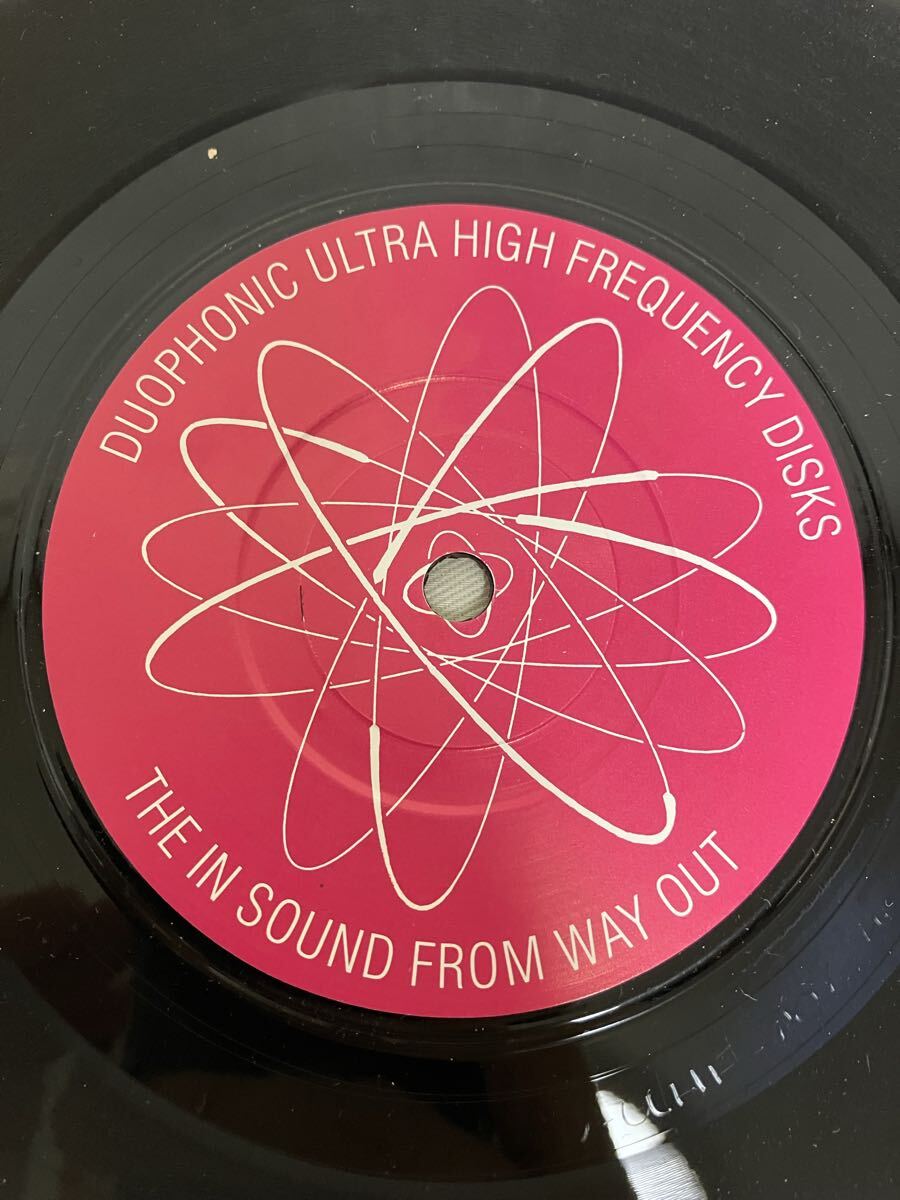 DUOPHONIC ULTRA HIGH FREQUENCY DISKS
THE IN SOUND FROM WAY OUT